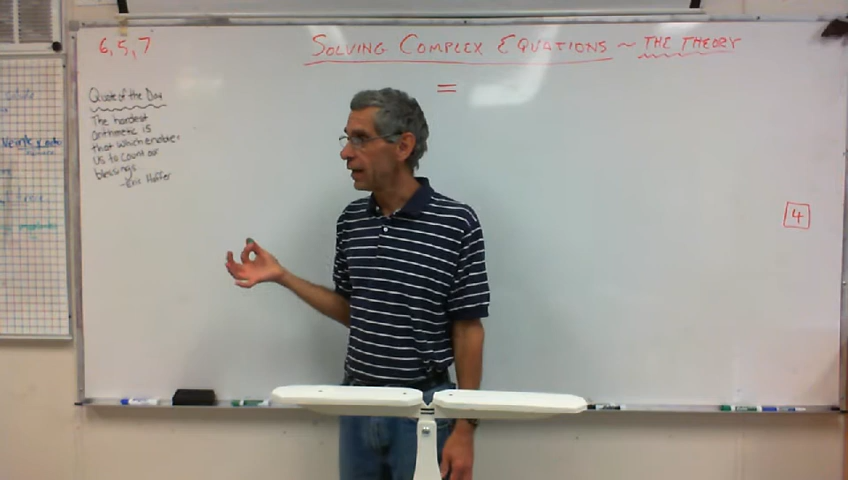 6, 5, 7
SOLVING COMPLEX EQUATIONS ~ THE THEORY
=
Quote of the Day
The hardest
arithmetic is
that which enables
us to count our
blessings
-Eric Hoffer
4